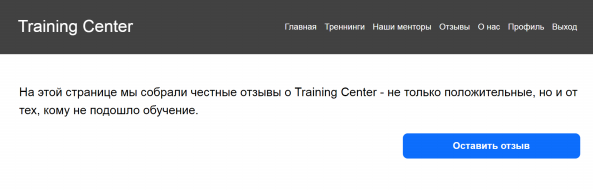 Training Center
Главная Треннинги Наши менторы Отзывы О нас Профиль Выход
На этой странице мы собрали честные отзывы о Training Center - не только положительные, но и от
тех, кому не подошло обучение.
Оставить отзыв